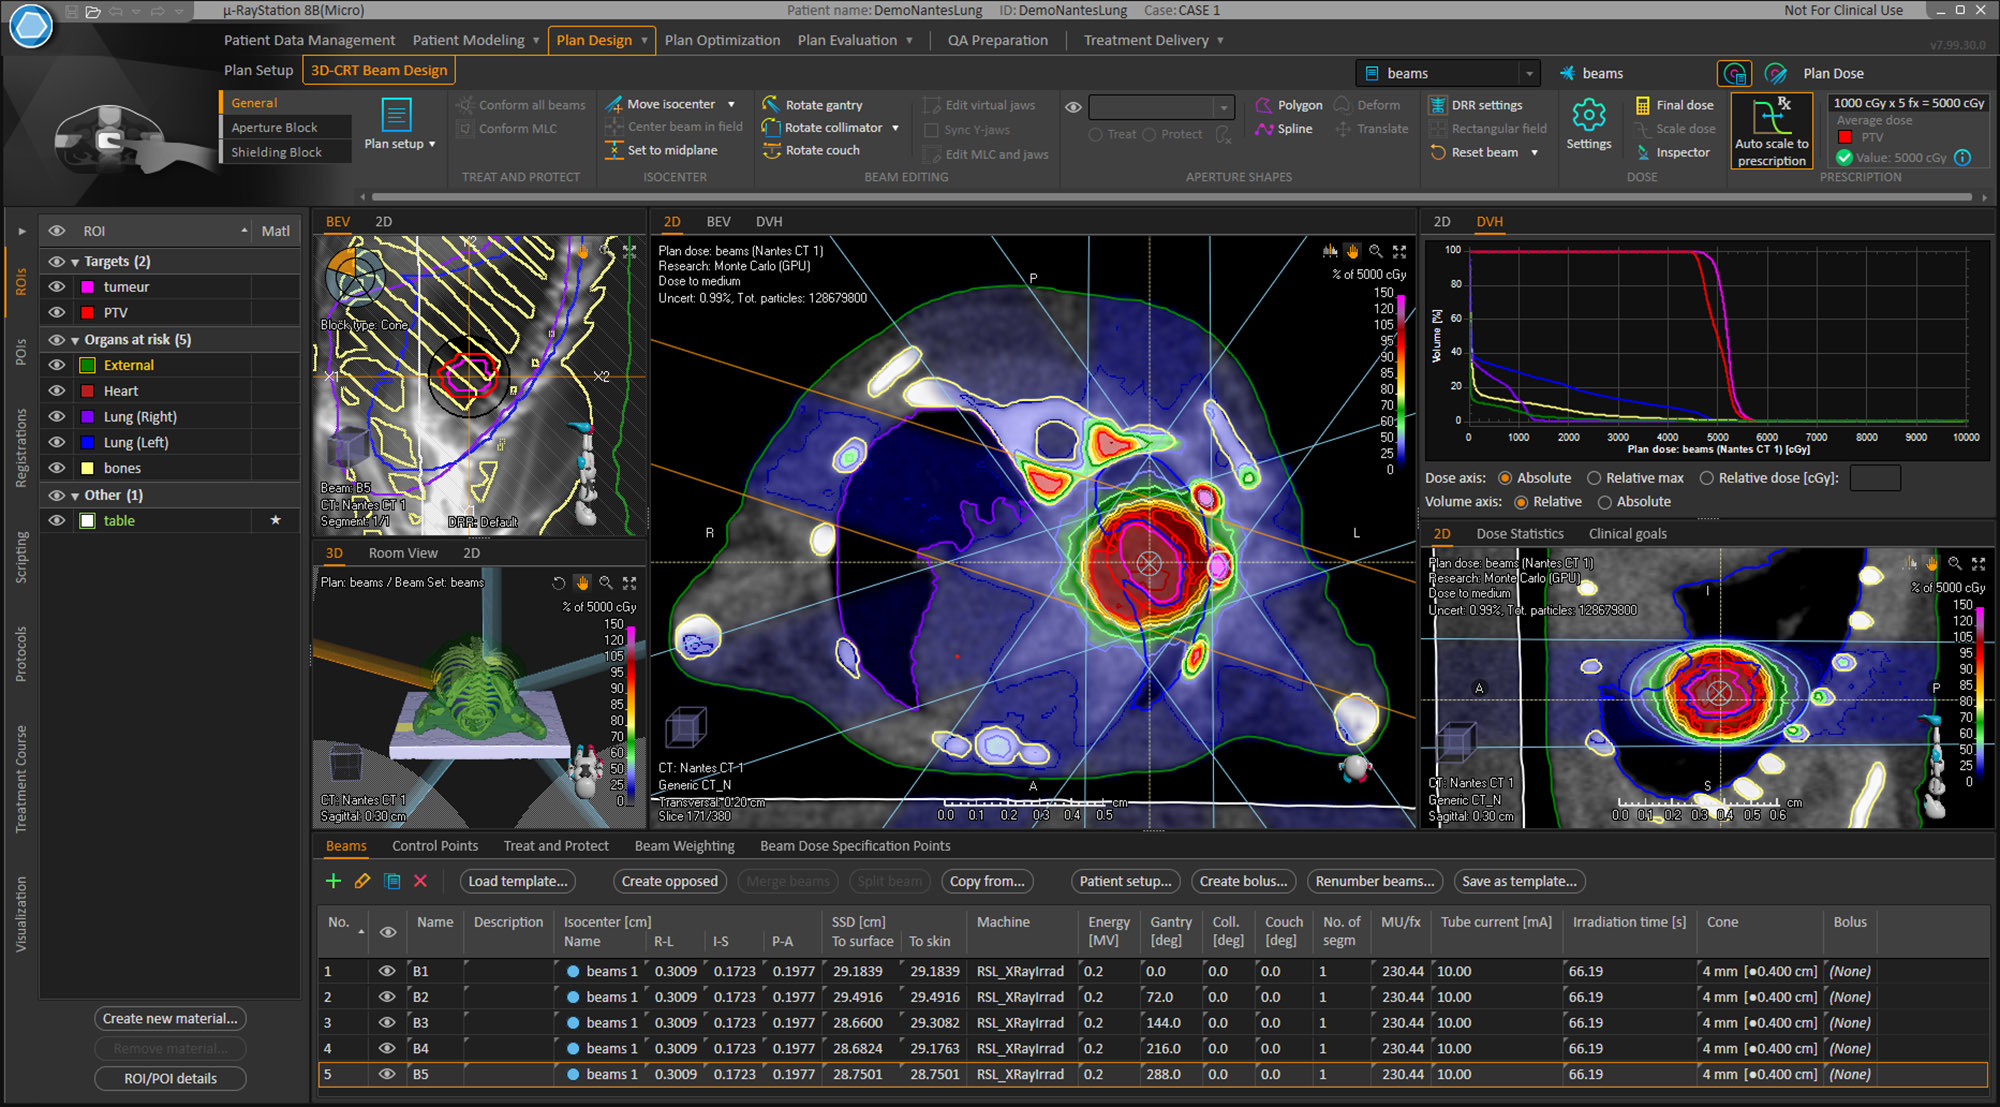 µ-RayStation 8B(Micro)
Patient name: DemoNantesLung ID: DemoNantesLung Case: CASE 1
Not For Clinical Use
Patient Data Management Patient Modeling Plan Design Plan Optimization Plan Evaluation QA Preparation Treatment Delivery
v7.99.30.0
Plan Setup 3D-CRT Beam Design
beams beams Plan Dose
General
Aperture Block
Shielding Block
Plan setup
Conform all beams
Conform MLC
TREAT AND PROTECT
Move isocenter
Center beam in field
Set to midplane
ISOCENTER
Rotate gantry
Rotate collimator
Rotate couch
Edit virtual jaws
Sync Y-jaws
Edit MLC and jaws
BEAM EDITING
Treat Protect
Polygon Deform
Spline Translate
APERTURE SHAPES
DRR settings
Rectangular field
Reset beam
Settings
Final dose
Scale dose
Inspector
DOSE
Rx
Auto scale to
prescription
1000 cGy x 5 fx = 5000 cGy
Average dose
PTV
Value: 5000 cGy
PRESCRIPTION
ROIs
POIs
Registrations
Scripting
Protocols
Treatment Course
Visualization
ROI Matl
Targets (2)
tumeur
PTV
Organs at risk (5)
External
Heart
Lung (Right)
Lung (Left)
bones
Other (1)
table ★
Create new material...
Remove material...
ROI/POI details
BEV 2D
Block type: Cone
X1 X2
Beam: B5
CT: Nantes CT 1
Segment: 1/1
DRR: Default
3D Room View 2D
Plan: beams / Beam Set: beams
% of 5000 cGy
150
120
105
95
90
85
80
70
60
50
25
0
CT: Nantes CT 1
Sagittal: 0.30 cm
2D BEV DVH
Plan dose: beams (Nantes CT 1)
Research: Monte Carlo (GPU)
Dose to medium
Uncert: 0.99%, Tot. particles: 128679800
% of 5000 cGy
150
120
105
95
90
85
80
70
60
50
25
0
P
R
L
A
CT: Nantes CT 1
Generic CT_N
Transversal: 0.20 cm
Slice 171/380
cm
0.0 0.1 0.2 0.3 0.4 0.5
2D DVH
100
80
60
40
20
0
Volume [%]
0 1000 2000 3000 4000 5000 6000 7000 8000 9000 10000
Plan dose: beams (Nantes CT 1) [cGy]
Dose axis: Absolute Relative max Relative dose [cGy]:
Volume axis: Relative Absolute
2D Dose Statistics Clinical goals
Plan dose: beams (Nantes CT 1)
Research: Monte Carlo (GPU)
Dose to medium
Uncert: 0.99%, Tot. particles: 128679800
% of 5000 cGy
150
120
105
95
90
85
80
70
60
50
25
0
I
A
P
S
CT: Nantes CT 1
Generic CT_N
Sagittal: 0.30 cm
cm
0.0 0.1 0.2 0.3 0.4 0.5 0.6
Beams Control Points Treat and Protect Beam Weighting Beam Dose Specification Points
Load template... Create opposed Merge beams Split beam Copy from... Patient setup... Create bolus... Renumber beams... Save as template...
No. Name Description Isocenter [cm] SSD [cm] Machine Energy Gantry Coll. Couch No. of MU/fx Tube current [mA] Irradiation time [s] Cone Bolus
Name R-L I-S P-A To surface To skin [MV] [deg] [deg] [deg] segm
1 B1 beams 1 0.3009 0.1723 0.1977 29.1839 29.1839 RSL_XRayIrrad 0.2 0.0 0.0 0.0 1 230.44 10.00 66.19 4 mm [●0.400 cm] (None)
2 B2 beams 1 0.3009 0.1723 0.1977 29.4916 29.4916 RSL_XRayIrrad 0.2 72.0 0.0 0.0 1 230.44 10.00 66.19 4 mm [●0.400 cm] (None)
3 B3 beams 1 0.3009 0.1723 0.1977 28.6600 29.3082 RSL_XRayIrrad 0.2 144.0 0.0 0.0 1 230.44 10.00 66.19 4 mm [●0.400 cm] (None)
4 B4 beams 1 0.3009 0.1723 0.1977 28.6824 29.1763 RSL_XRayIrrad 0.2 216.0 0.0 0.0 1 230.44 10.00 66.19 4 mm [●0.400 cm] (None)
5 B5 beams 1 0.3009 0.1723 0.1977 28.7501 28.7501 RSL_XRayIrrad 0.2 288.0 0.0 0.0 1 230.44 10.00 66.19 4 mm [●0.400 cm] (None)